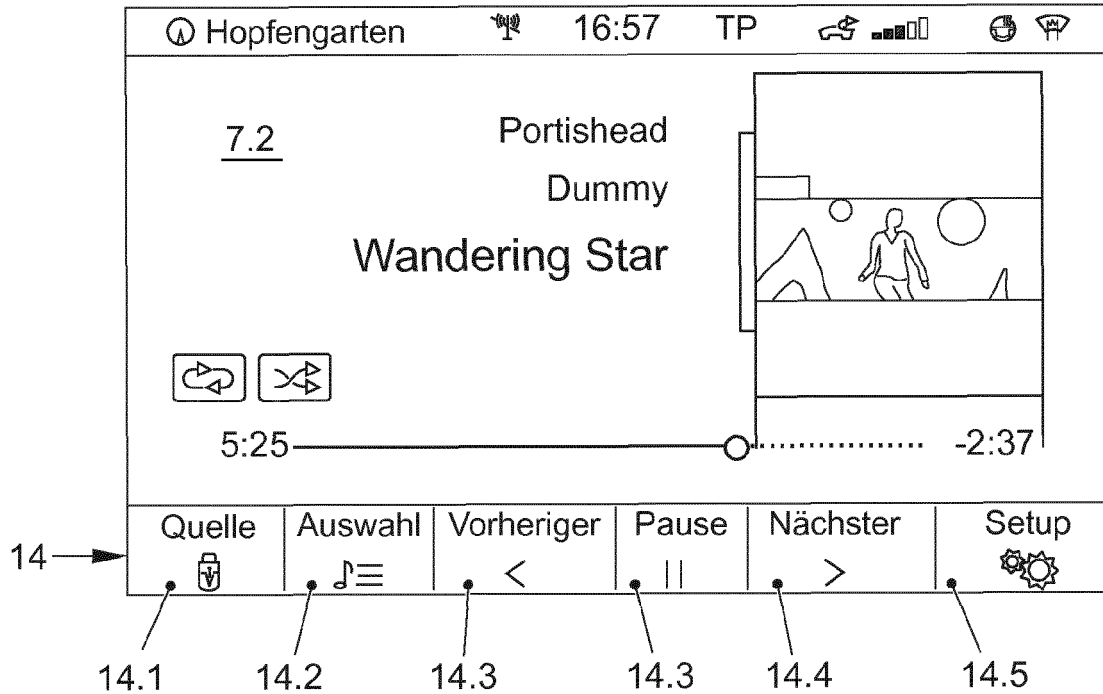 Hopfengarten 16:57 TP
7.2
Portishead
Dummy
Wandering Star
5:25 -2:37
Quelle Auswahl Vorheriger Pause Nächster Setup
< || >
14
14.1 14.2 14.3 14.3 14.4 14.5